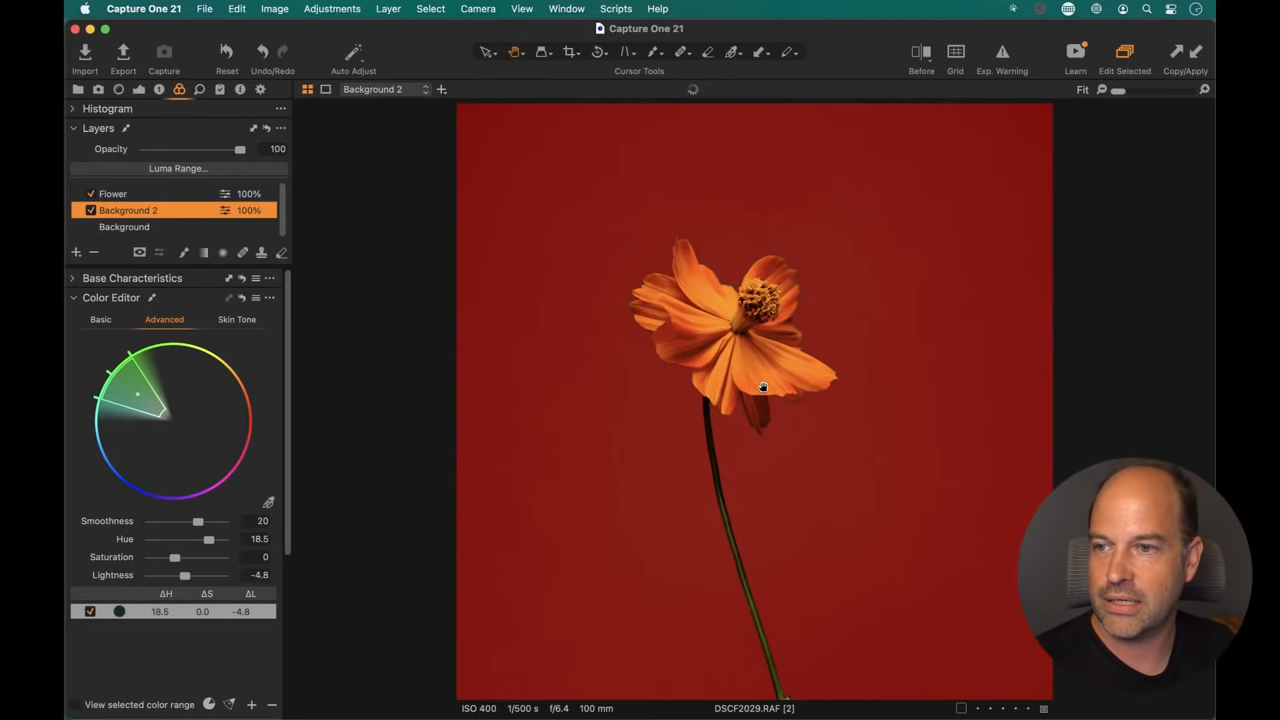 Capture One 21 File Edit Image Adjustments Layer Select Camera View Window Scripts Help
Capture One 21
Import Export Capture Reset Undo/Redo Auto Adjust Cursor Tools Before Grid Exp. Warning Learn Edit Selected Copy/Apply
Background 2
Fit
Histogram
Layers
Opacity 100
Luma Range...
Flower 100%
Background 2 100%
Background
Base Characteristics
Color Editor
Basic Advanced Skin Tone
Smoothness 20
Hue 18.5
Saturation 0
Lightness -4.8
ΔH ΔS ΔL
18.5 0.0 -4.8
View selected color range
ISO 400 1/500 s f/6.4 100 mm DSCF2029.RAF [2]